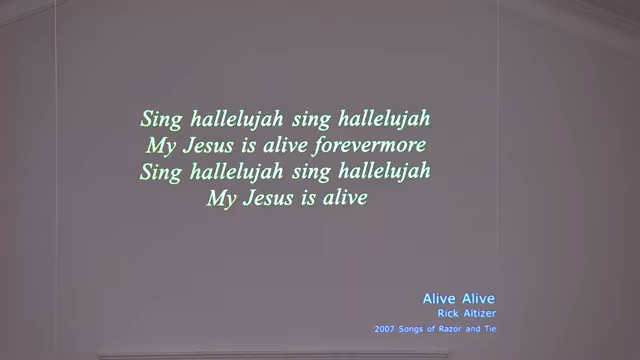 Sing hallelujah sing hallelujah
My Jesus is alive forevermore
Sing hallelujah sing hallelujah
My Jesus is alive
Alive Alive
Rick Altizer
2007 Songs of Razor and Tie